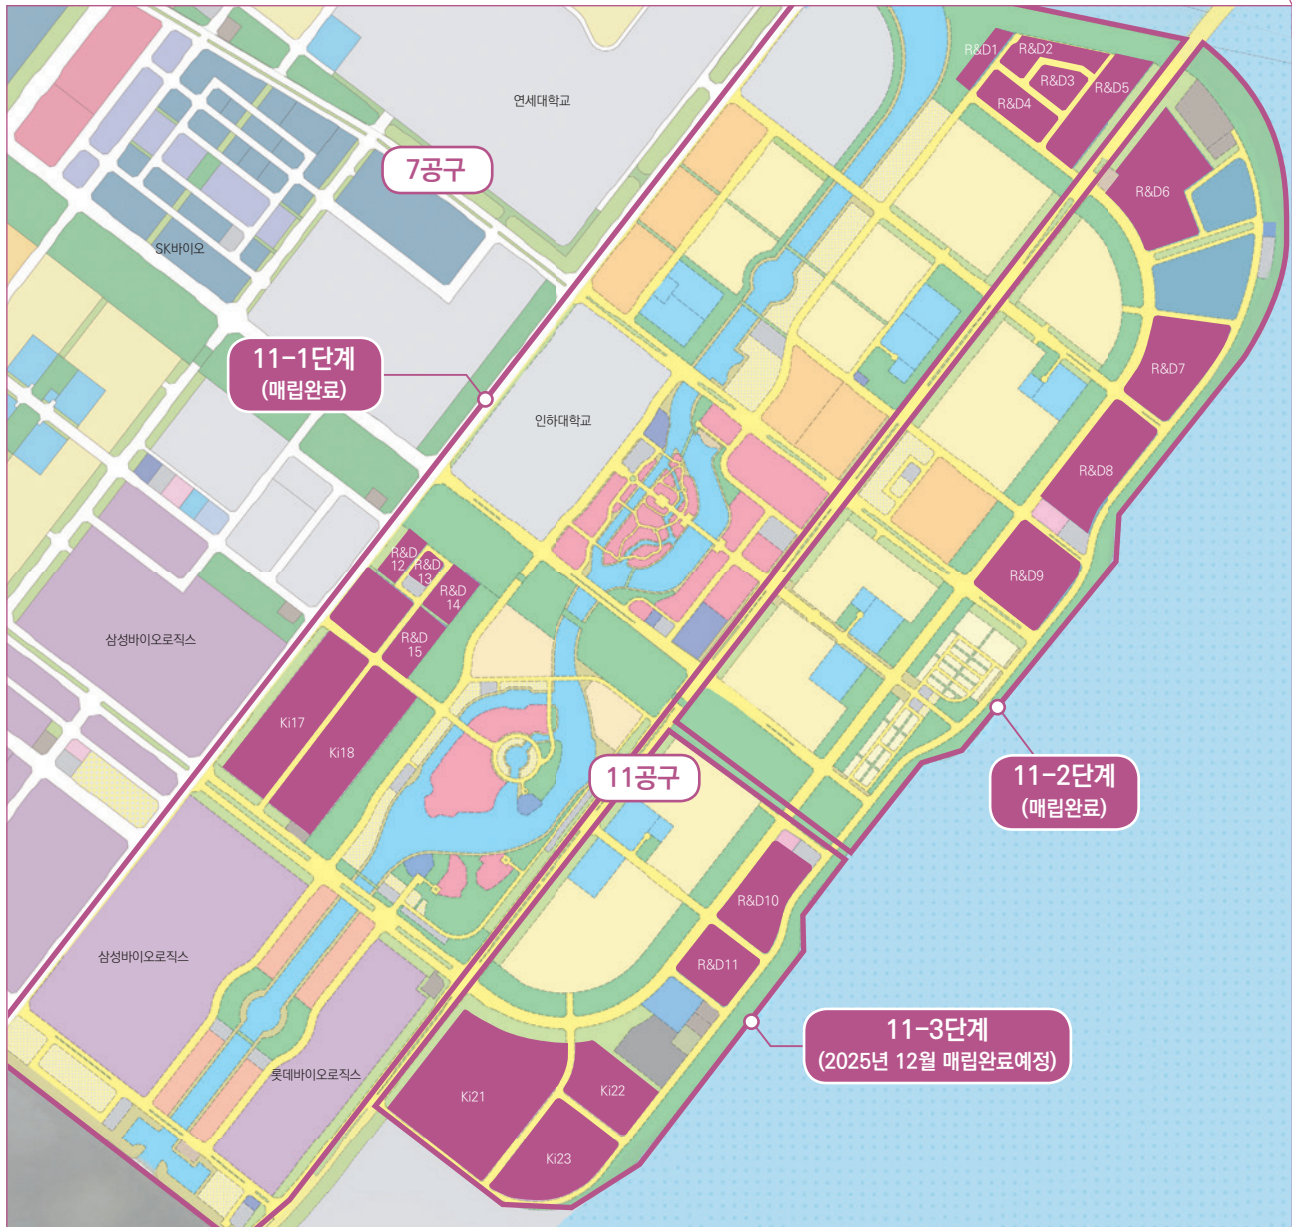 R&D1
R&D2
R&D3
R&D4
R&D5
연세대학교
7공구
R&D6
SK바이오
11-1단계
(매립완료)
R&D7
인하대학교
R&D8
R&D
12
R&D
13
R&D
14
R&D
15
R&D9
삼성바이오로직스
Ki17
Ki18
11공구
11-2단계
(매립완료)
R&D10
삼성바이오로직스
R&D11
11-3단계
(2025년 12월 매립완료예정)
롯데바이오로직스
Ki21
Ki22
Ki23